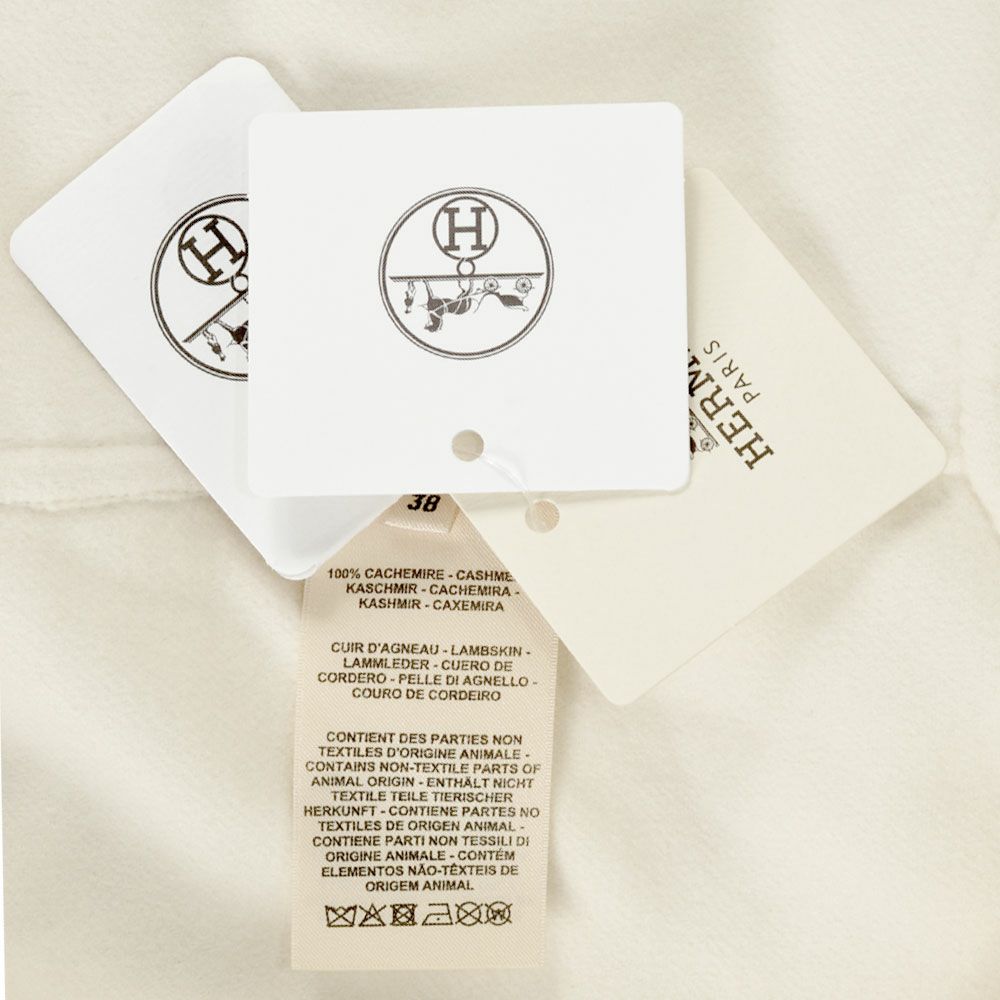 H
H
HERM
PARIS
38
100% CACHEMIRE - CASHME
KASCHMIR - CACHEMIRA -
KASHMIR - CAXEMIRA
CUIR D'AGNEAU - LAMBSKIN -
LAMMLEDER - CUERO DE
CORDERO - PELLE DI AGNELLO -
COURO DE CORDEIRO
CONTIENT DES PARTIES NON
TEXTILES D'ORIGINE ANIMALE -
CONTAINS NON-TEXTILE PARTS OF
ANIMAL ORIGIN - ENTHÄLT NICHT
TEXTILE TEILE TIERISCHER
HERKUNFT - CONTIENE PARTES NO
TEXTILES DE ORIGEN ANIMAL -
CONTIENE PARTI NON TESSILI DI
ORIGINE ANIMALE - CONTÉM
ELEMENTOS NÃO-TÊXTEIS DE
ORIGEM ANIMAL